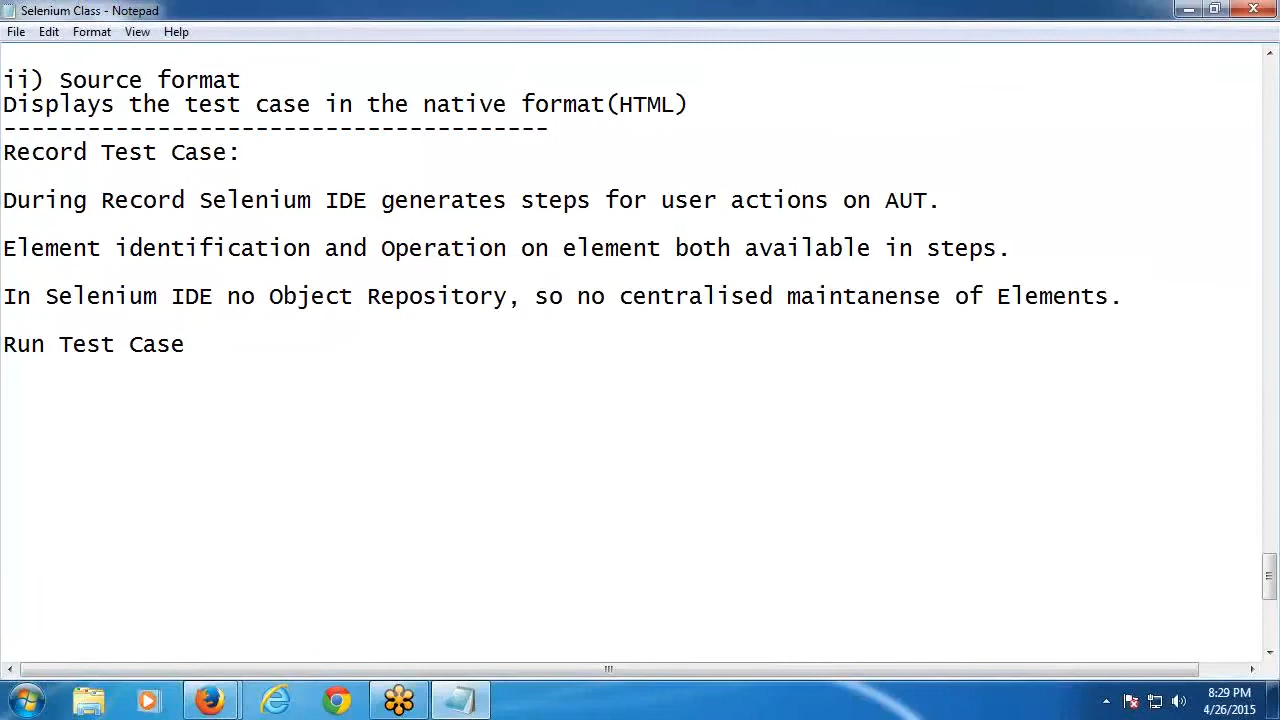 Selenium Class - Notepad
File Edit Format View Help
ii) Source format
Displays the test case in the native format(HTML)
---------------------------------------
Record Test Case:
During Record Selenium IDE generates steps for user actions on AUT.
Element identification and Operation on element both available in steps.
In Selenium IDE no Object Repository, so no centralised maintanense of Elements.
Run Test Case
8:29 PM
4/26/2015